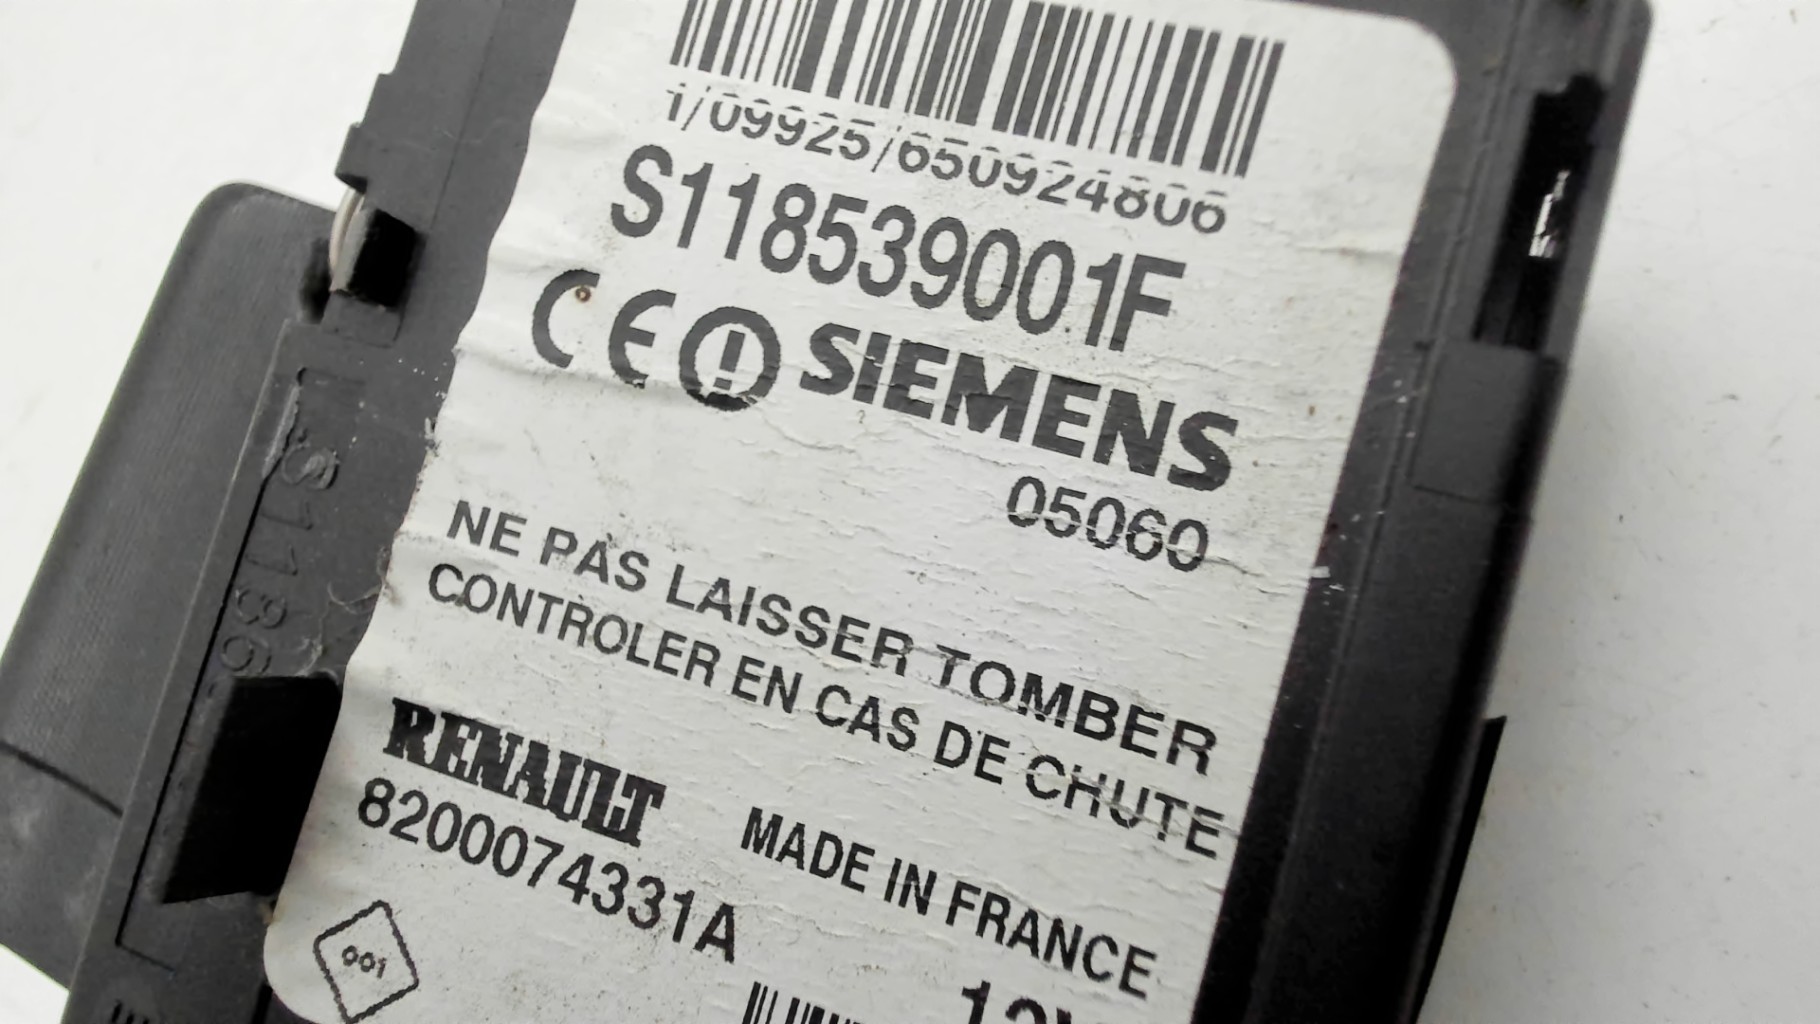 1/09925/650924806
S118539001F
CE SIEMENS
05060
NE PAS LAISSER TOMBER
CONTROLER EN CAS DE CHUTE
RENAULT
MADE IN FRANCE
8200074331A
001